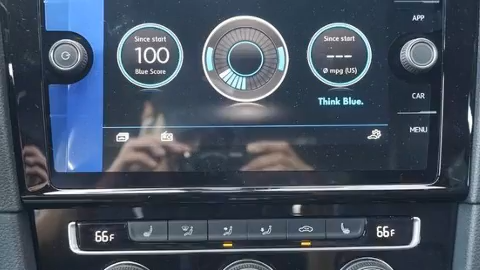 APP
Since start
100
Blue Score
Since start
---
Ø mpg (US)
Think Blue.
CAR
MENU
66F
66F